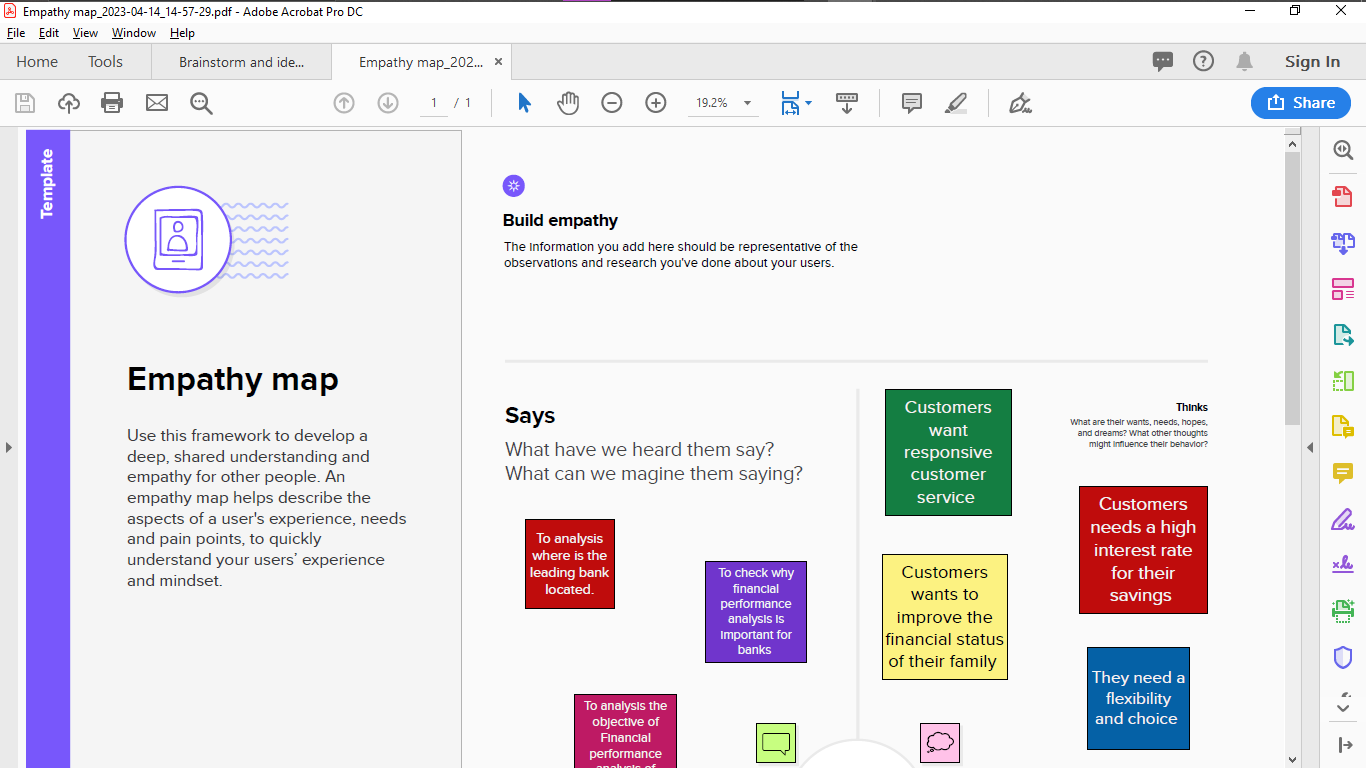 Empathy map_2023-04-14_14-57-29.pdf - Adobe Acrobat Pro DC
File Edit View Window Help
Home Tools Brainstorm and ide... Empathy map_202... ×
1 / 1 19.2% Share
Sign In
Template
Build empathy
The information you add here should be representative of the
observations and research you've done about your users.
Empathy map
Use this framework to develop a
deep, shared understanding and
empathy for other people. An
empathy map helps describe the
aspects of a user's experience, needs
and pain points, to quickly
understand your users' experience
and mindset.
Says
What have we heard them say?
What can we magine them saying?
To analysis
where is the
leading bank
located.
To check why
financial
performance
analysis is
important for
banks
To analysis the
objective of
Financial
performance
analysis of
Customers
want
responsive
customer
service
Customers
wants to
improve the
financial status
of their family
Thinks
What are their wants, needs, hopes,
and dreams? What other thoughts
might influence their behavior?
Customers
needs a high
interest rate
for their
savings
They need a
flexibility
and choice